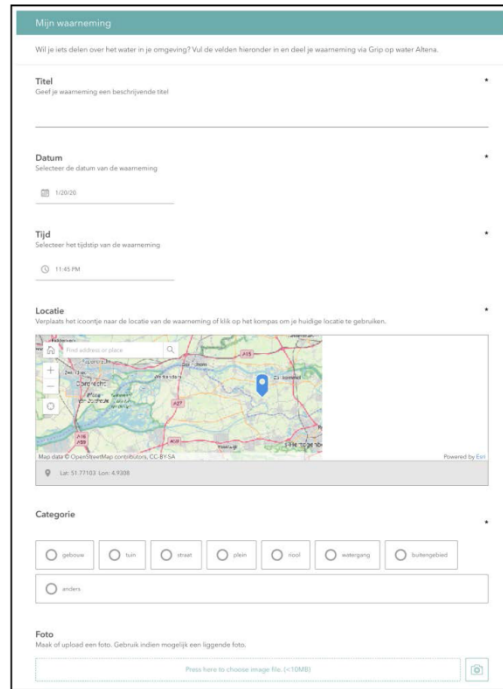 Mijn waarneming
Wil je iets delen over het water in je omgeving? Vul de velden hieronder in en deel je waarneming via Grip op water Altena.
Titel *
Geef je waarneming een beschrijvende titel
Datum *
Selecteer de datum van de waarneming
1/20/20
Tijd *
Selecteer het tijdstip van de waarneming.
11:45 PM
Locatie *
Verplaats het icoontje naar de locatie van de waarneming of klik op het kompas om je huidige locatie te gebruiken.
Find address or place
Map data © OpenStreetMap contributors, CC-BY-SA Powered by Esri
Lat: 51.77103 Lon: 4.9308
Categorie *
gebouw tuin straat plein riool watergang buitengebied
anders
Foto
Maak of upload een foto. Gebruik indien mogelijk een liggende foto.
Press here to choose image file. (<10MB)